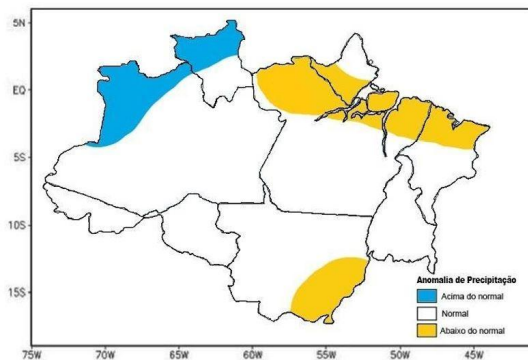 5N
EQ
5S
10S
15S
75W 70W 65W 60W 55W 50W 45W
Anomalia de Precipitação
Acima do normal
Normal
Abaixo do normal